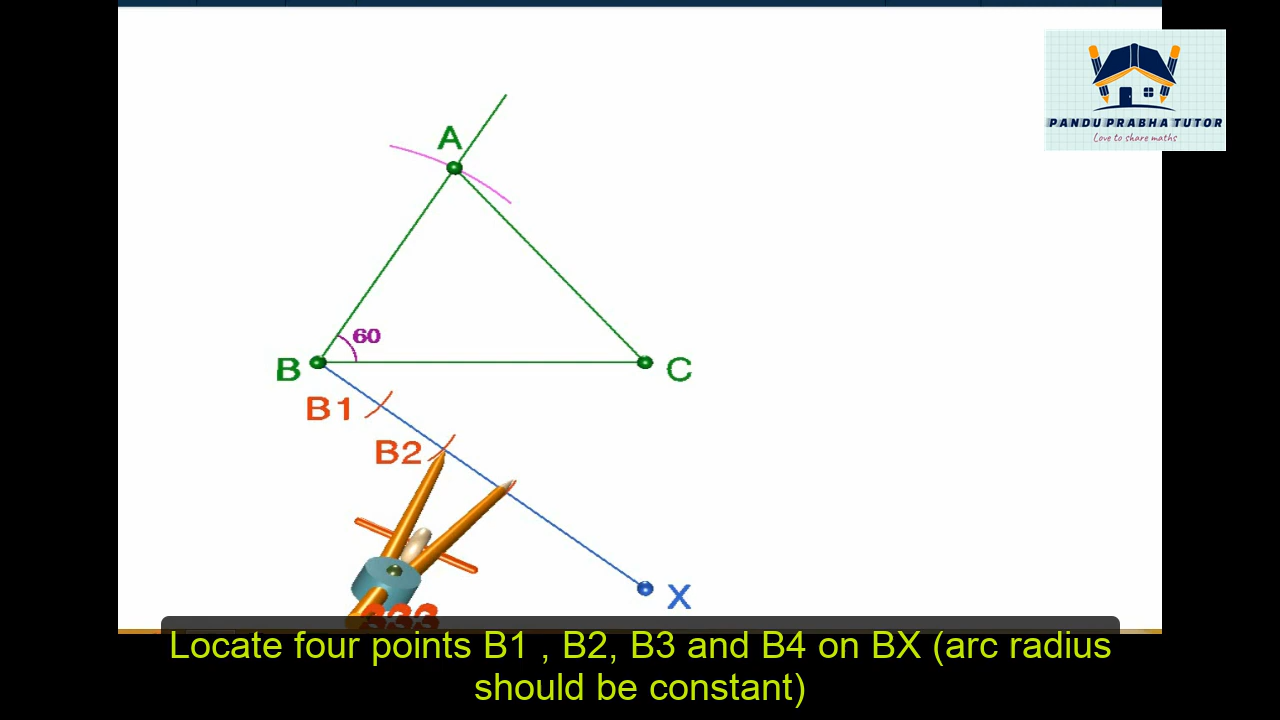 PANDU PRABHA TUTOR
Love to share maths
A
60
B
C
B1
B2
X
Locate four points B1 , B2, B3 and B4 on BX (arc radius
should be constant)